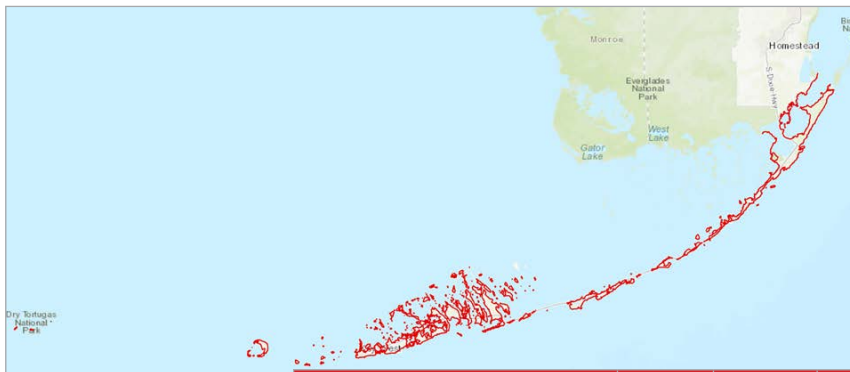 Monroe
Homestead
S Dixie Hwy
Everglades
National
Park
West
Lake
Gator
Lake
Dry Tortugas
National
Park